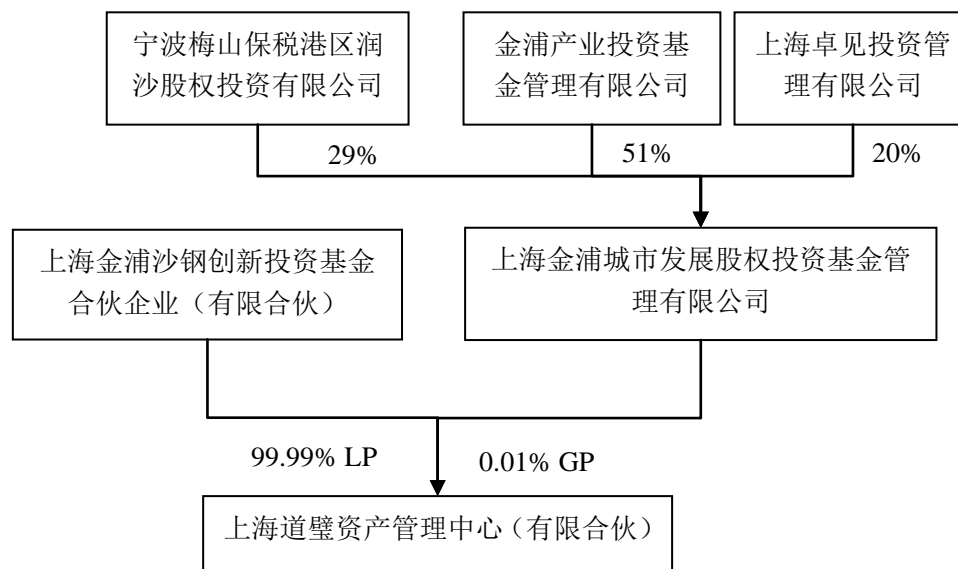 宁波梅山保税港区润
沙股权投资有限公司
金浦产业投资基
金管理有限公司
上海卓见投资管
理有限公司
29%
51%
20%
上海金浦沙钢创新投资基金
合伙企业（有限合伙）
上海金浦城市发展股权投资基金管
理有限公司
99.99% LP
0.01% GP
上海道璧资产管理中心（有限合伙）